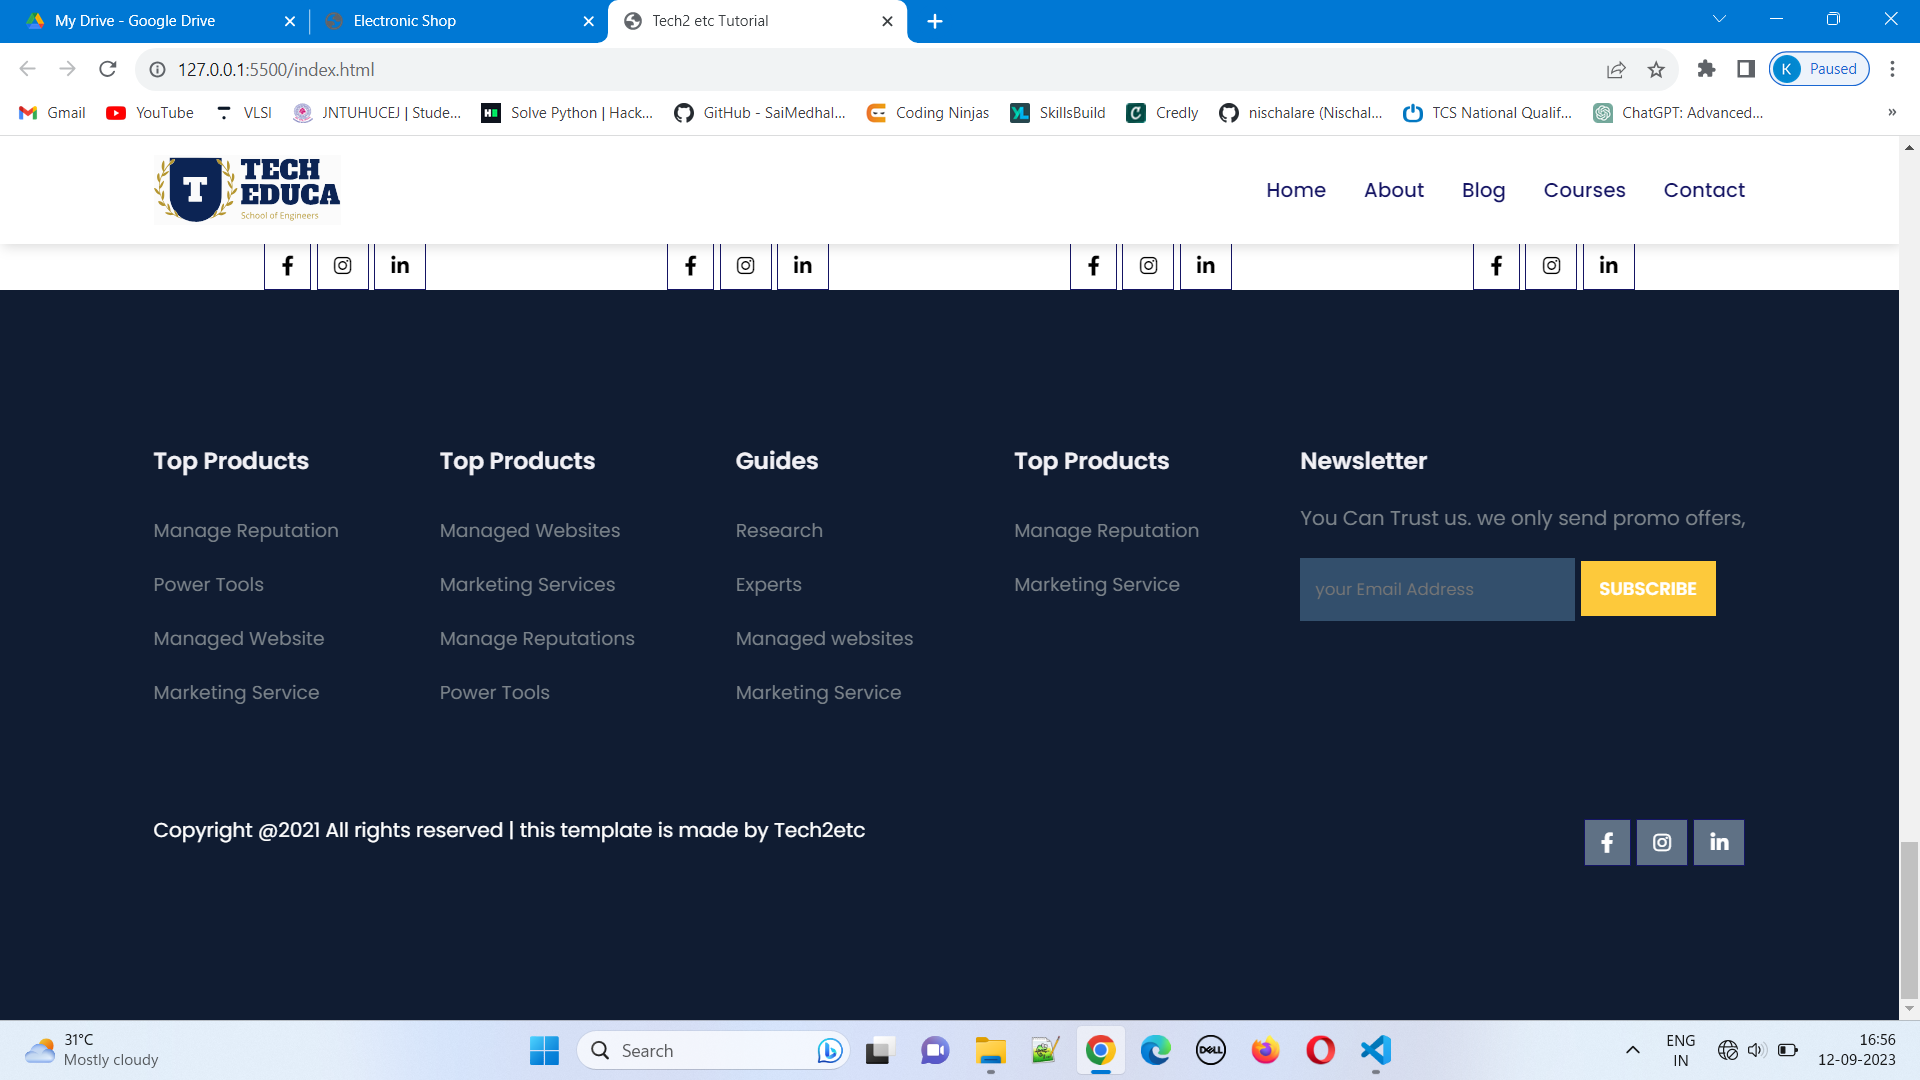 My Drive - Google Drive
Electronic Shop
Tech2 etc Tutorial
127.0.0.1:5500/index.html
K Paused
Gmail
YouTube
VLSI
JNTUHUCEJ | Stude...
Solve Python | Hack...
GitHub - SaiMedhal...
Coding Ninjas
SkillsBuild
Credly
nischalare (Nischal...
TCS National Qualif...
ChatGPT: Advanced...
»
T
TECH
EDUCA
School of Engineers
Home About Blog Courses Contact
Top Products
Manage Reputation
Power Tools
Managed Website
Marketing Service
Top Products
Managed Websites
Marketing Services
Manage Reputations
Power Tools
Guides
Research
Experts
Managed websites
Marketing Service
Top Products
Manage Reputation
Marketing Service
Newsletter
You Can Trust us. we only send promo offers,
your Email Address
SUBSCRIBE
Copyright @2021 All rights reserved | this template is made by Tech2etc
31°C
Mostly cloudy
Search
DELL
ENG
IN
16:56
12-09-2023